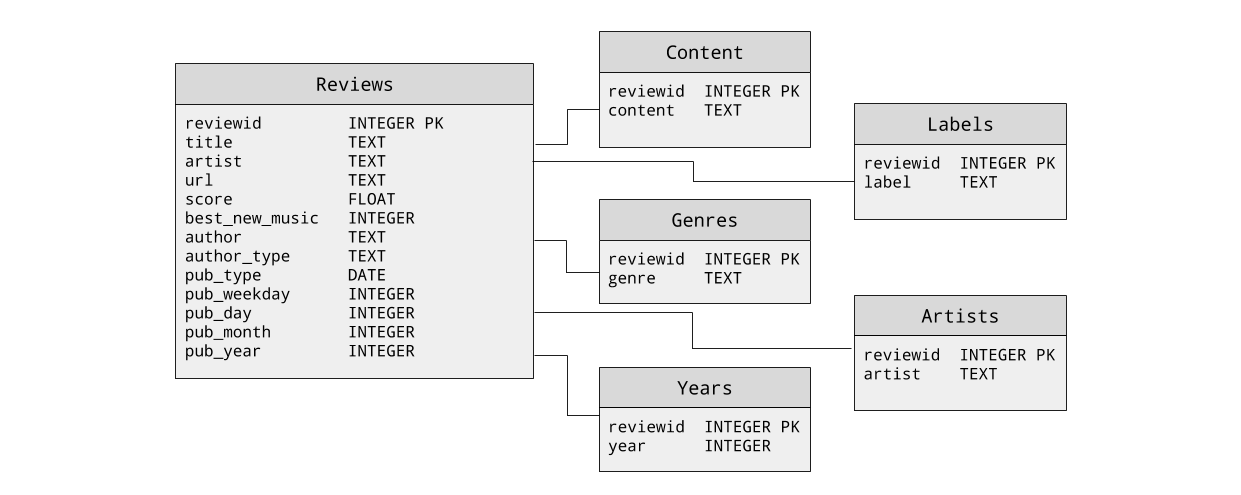 Reviews
reviewid INTEGER PK
title TEXT
artist TEXT
url TEXT
score FLOAT
best_new_music INTEGER
author TEXT
author_type TEXT
pub_type DATE
pub_weekday INTEGER
pub_day INTEGER
pub_month INTEGER
pub_year INTEGER
Content
reviewid INTEGER PK
content TEXT
Labels
reviewid INTEGER PK
label TEXT
Genres
reviewid INTEGER PK
genre TEXT
Artists
reviewid INTEGER PK
artist TEXT
Years
reviewid INTEGER PK
year INTEGER